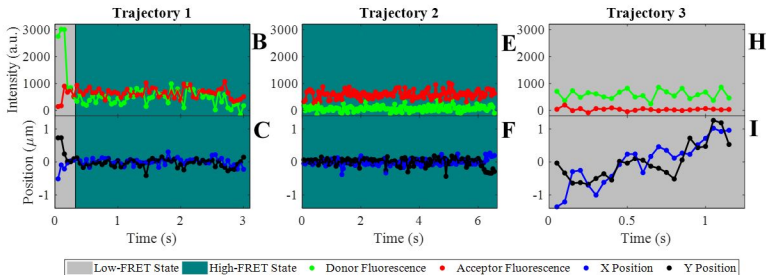 Trajectory 1 Trajectory 2 Trajectory 3
Intensity (a.u.)
3000
2000
1000
0
B
3000
2000
1000
0
E
3000
2000
1000
0
H
Position (μm)
1
0
-1
C
1
0
-1
F
1
0
-1
I
0 1 2 3
0 1 2 3 4 5 6
0 0.5 1
Time (s) Time (s) Time (s)
Low-FRET State High-FRET State Donor Fluorescence Acceptor Fluorescence X Position Y Position